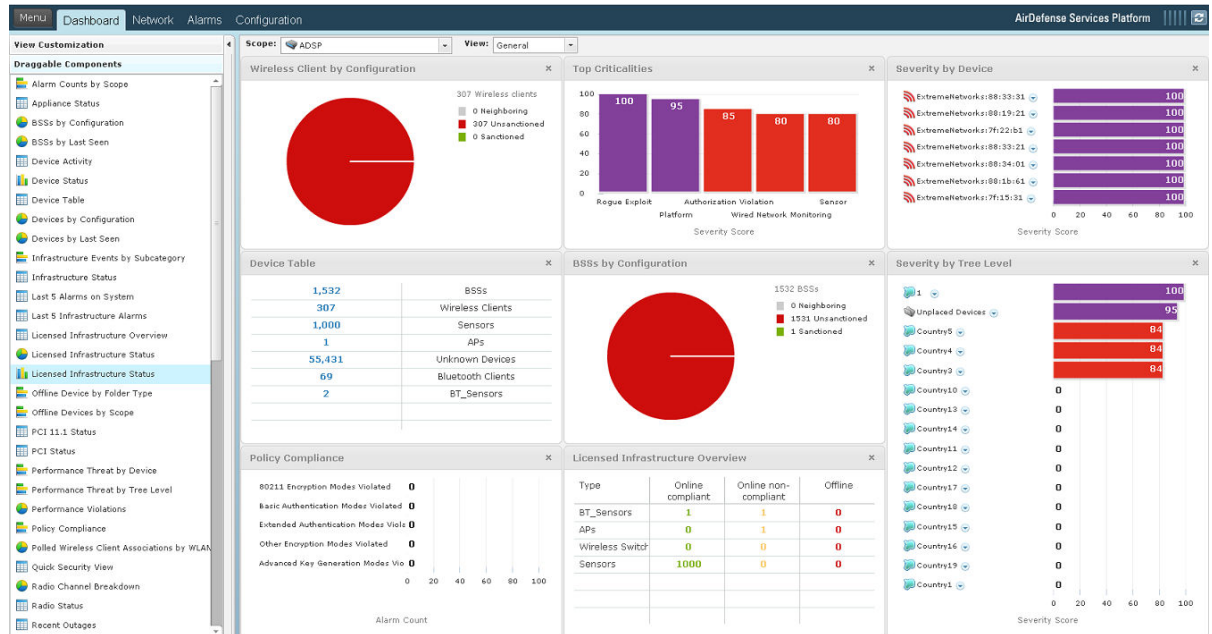 Menu Dashboard Network Alarms Configuration
AirDefense Services Platform
View Customization
Draggable Components
Alarm Counts by Scope
Appliance Status
BSSs by Configuration
BSSs by Last Seen
Device Activity
Device Status
Device Table
Devices by Configuration
Devices by Last Seen
Infrastructure Events by Subcategory
Infrastructure Status
Last 5 Alarms on System
Last 5 Infrastructure Alarms
Licensed Infrastructure Overview
Licensed Infrastructure Status
Licensed Infrastructure Status
Offline Device by Folder Type
Offline Devices by Scope
PCI 11.1 Status
PCI Status
Performance Threat by Device
Performance Threat by Tree Level
Performance Violations
Policy Compliance
Polled Wireless Client Associations by WLAN
Quick Security View
Radio Channel Breakdown
Radio Status
Recent Outages
Scope: ADSP View: General
Wireless Client by Configuration
307 Wireless clients
0 Neighboring
307 Unsanctioned
0 Sanctioned
Top Criticalities
100
80
60
40
20
0
100 95 85 80 80
Rogue Exploit Authorization Violation Sensor
Platform Wired Network Monitoring
Severity Score
Severity by Device
ExtremeNetworks:88:33:31 100
ExtremeNetworks:88:19:21 100
ExtremeNetworks:7f:22:b1 100
ExtremeNetworks:88:33:21 100
ExtremeNetworks:88:34:01 100
ExtremeNetworks:88:1b:61 100
ExtremeNetworks:7f:15:31 100
0 20 40 60 80 100
Severity Score
Device Table
1,532 BSSs
307 Wireless Clients
1,000 Sensors
1 APs
55,431 Unknown Devices
69 Bluetooth Clients
2 BT_Sensors
BSSs by Configuration
1532 BSSs
0 Neighboring
1531 Unsanctioned
1 Sanctioned
Severity by Tree Level
1 100
Unplaced Devices 95
Country5 84
Country4 84
Country3 84
Country10 0
Country13 0
Country14 0
Country11 0
Country12 0
Country17 0
Country18 0
Country15 0
Country16 0
Country19 0
Country1 0
0 20 40 60 80 100
Severity Score
Policy Compliance
80211 Encryption Modes Violated 0
Basic Authentication Modes Violated 0
Extended Authentication Modes Viola 0
Other Encryption Modes Violated 0
Advanced Key Generation Modes Vio 0
0 20 40 60 80 100
Alarm Count
Licensed Infrastructure Overview
Type Online compliant Online non-compliant Offline
BT_Sensors 1 1 0
APs 0 1 0
Wireless Switch 0 0 0
Sensors 1000 0 0